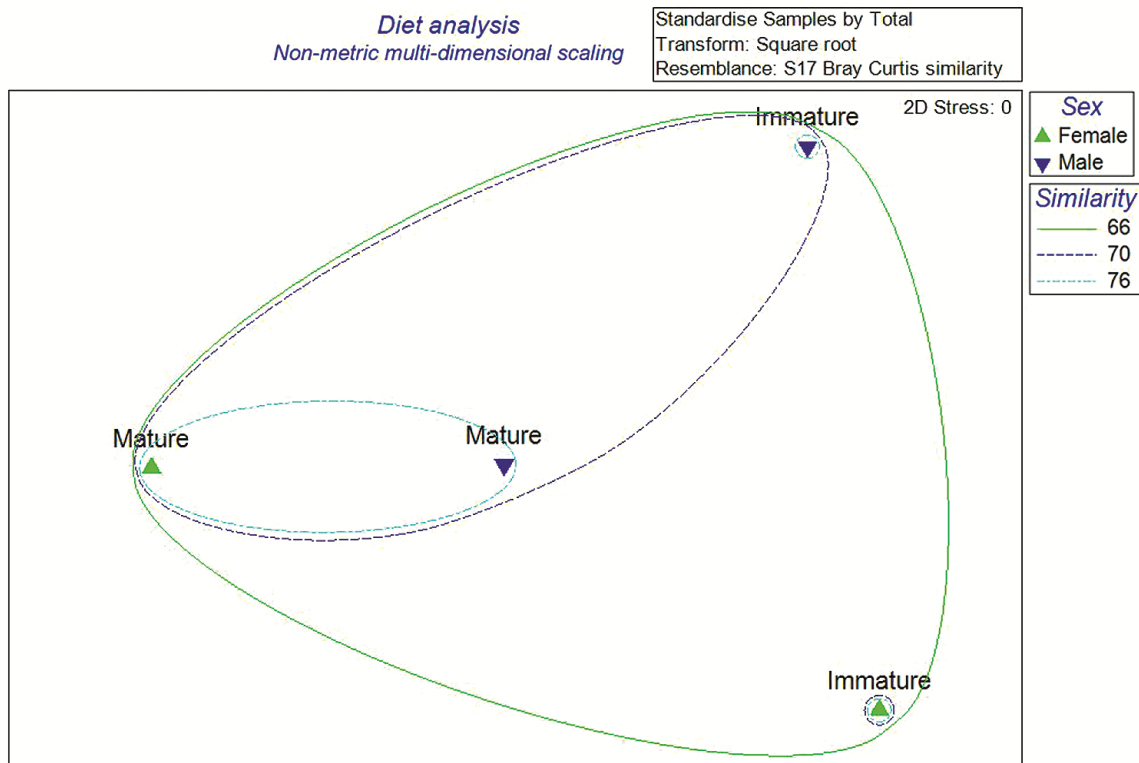 Diet analysis
Non-metric multi-dimensional scaling
Standardise Samples by Total
Transform: Square root
Resemblance: S17 Bray Curtis similarity
2D Stress: 0
Sex
Female
Male
Similarity
66
70
76
Immature
Mature
Mature
Immature